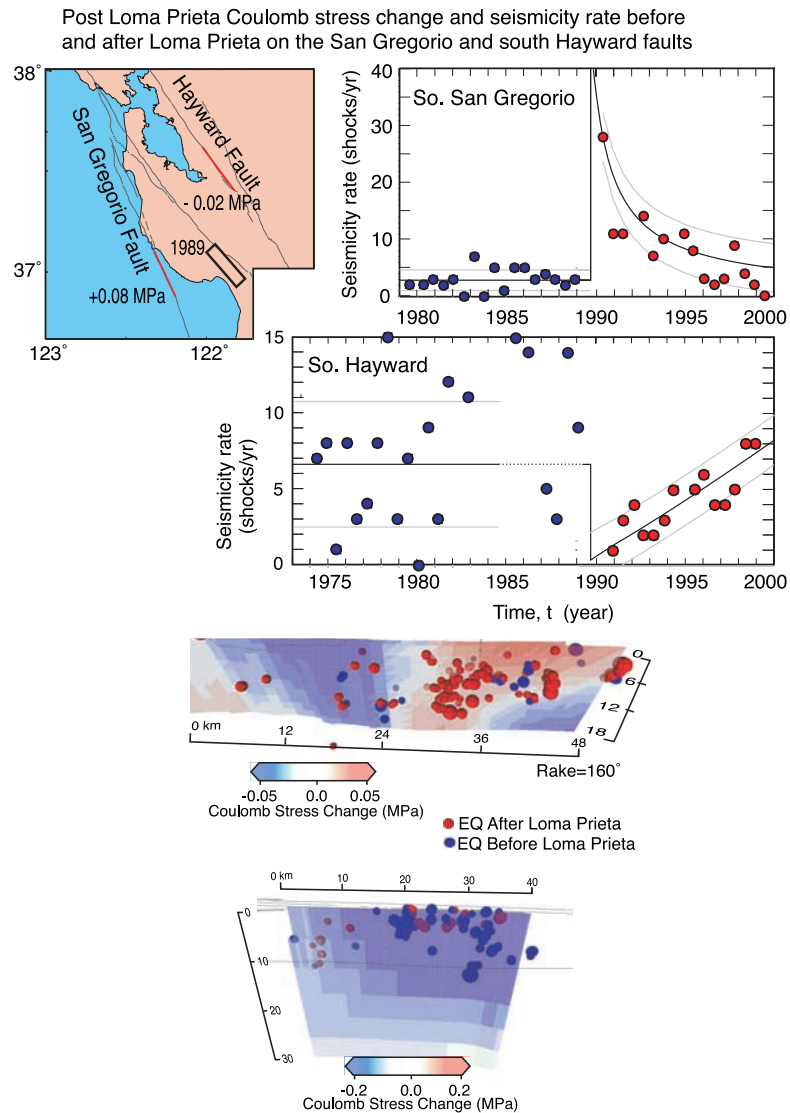 Post Loma Prieta Coulomb stress change and seismicity rate before
and after Loma Prieta on the San Gregorio and south Hayward faults
38°
37°
123°
122°
Hayward Fault
San Gregorio Fault
- 0.02 MPa
1989
+0.08 MPa
So. San Gregorio
Seismicity rate (shocks/yr)
40
30
20
10
0
1980
1985
1990
1995
2000
So. Hayward
Seismicity rate
(shocks/yr)
15
10
5
0
1975
1980
1985
1990
1995
2000
Time, t (year)
0
6
12
18
0 km
12
24
36
48
Rake=160°
-0.05
0.0
0.05
Coulomb Stress Change (MPa)
EQ After Loma Prieta
EQ Before Loma Prieta
0 km
10
20
30
40
0
10
20
30
-0.2
0.0
0.2
Coulomb Stress Change (MPa)